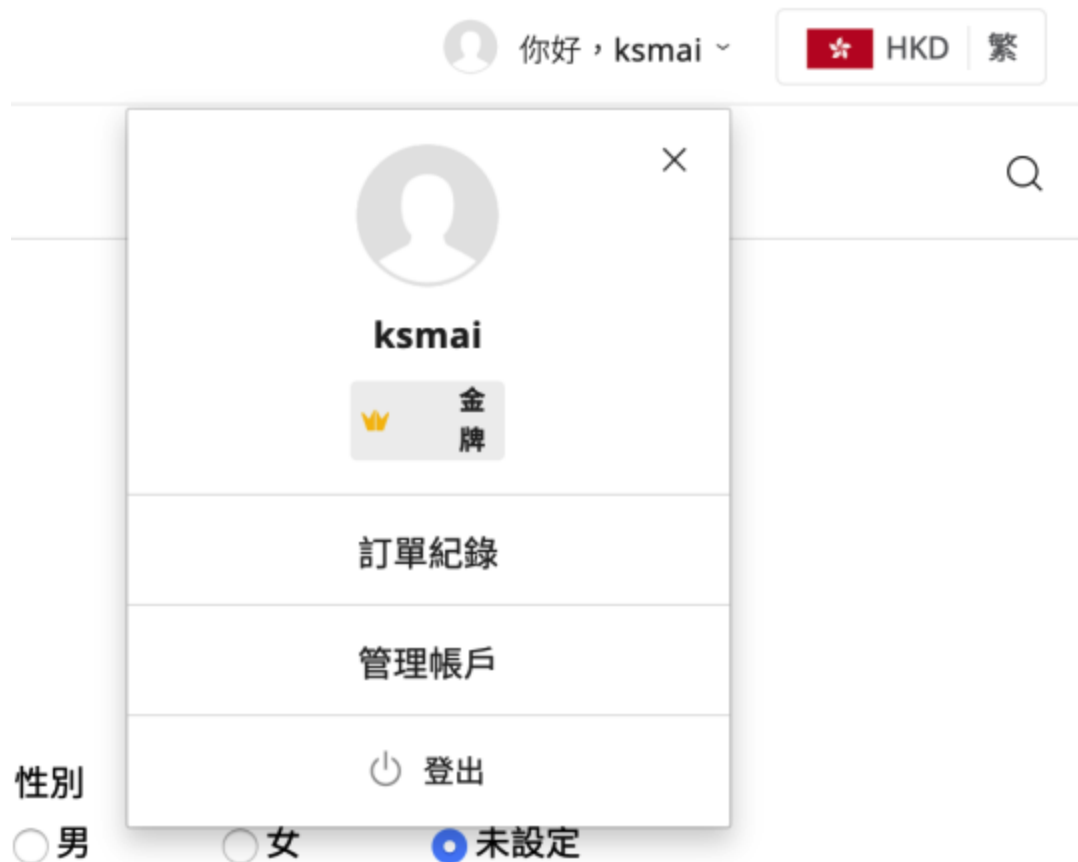 你好，ksmai
HKD 繁
ksmai
金
牌
訂單紀錄
管理帳戶
登出
性別
男 女 未設定